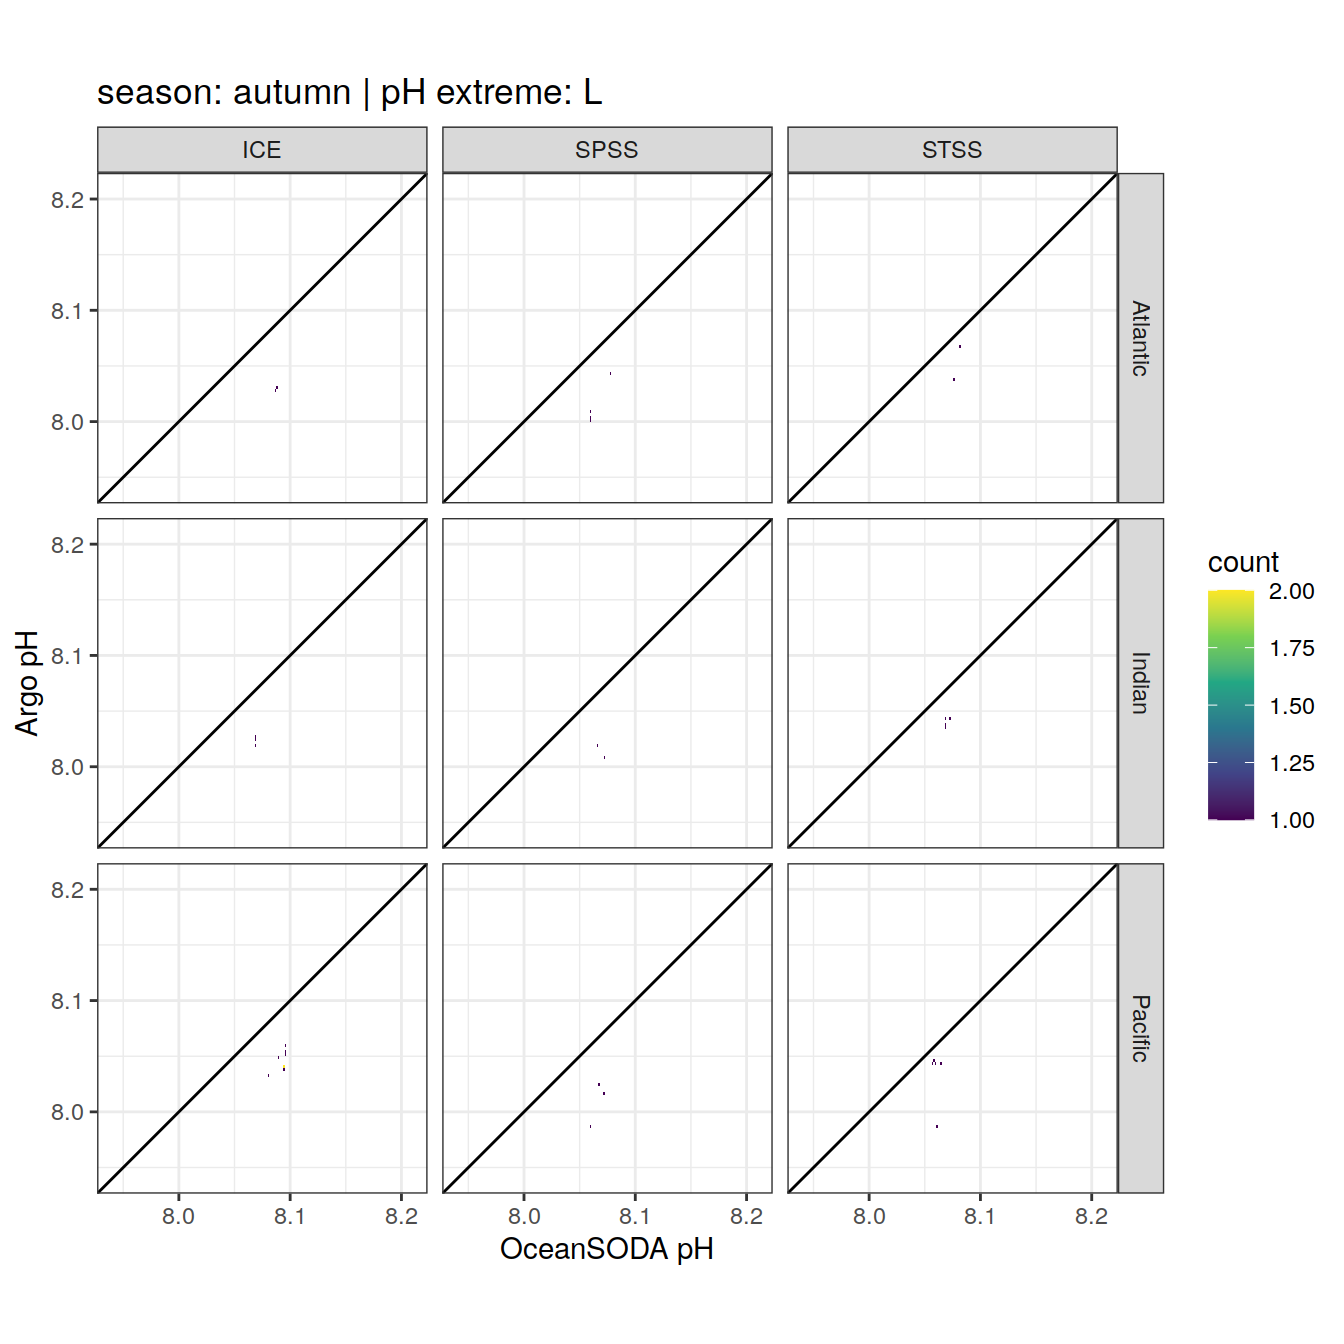 season: autumn | pH extreme: L
ICE
SPSS
STSS
8.2
8.1
8.0
Atlantic
8.2
8.1
8.0
Indian
8.2
8.1
8.0
Pacific
8.0
8.1
8.2
8.0
8.1
8.2
8.0
8.1
8.2
OceanSODA pH
Argo pH
count
2.00
1.75
1.50
1.25
1.00